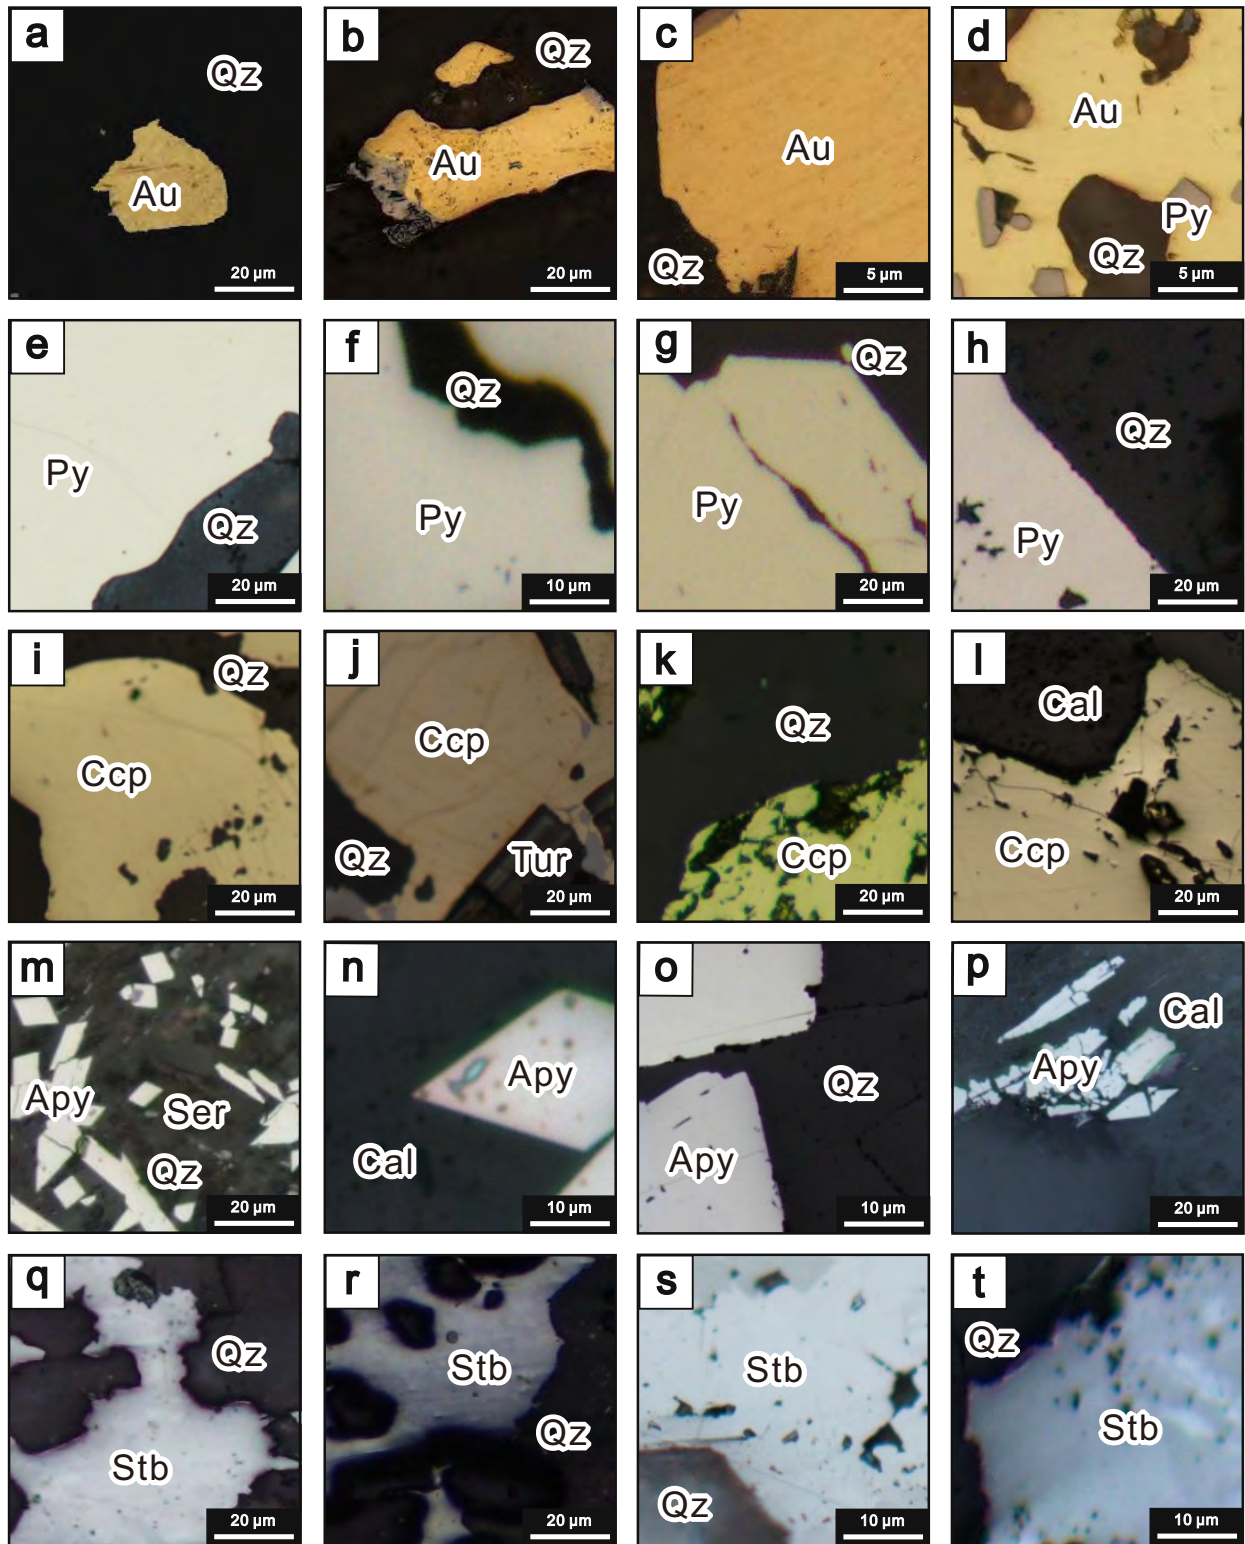 a
Qz
Au
20 μm
b
Qz
Au
20 μm
c
Au
Qz
5 μm
d
Au
Py
Qz
5 μm
e
Py
Qz
20 μm
f
Qz
Py
10 μm
g
Qz
Py
20 μm
h
Qz
Py
20 μm
i
Qz
Ccp
20 μm
j
Ccp
Qz
Tur
20 μm
k
Qz
Ccp
20 μm
l
Cal
Ccp
20 μm
m
Apy
Ser
Qz
20 μm
n
Apy
Cal
10 μm
o
Qz
Apy
10 μm
p
Cal
Apy
20 μm
q
Qz
Stb
20 μm
r
Stb
Qz
20 μm
s
Stb
Qz
10 μm
t
Qz
Stb
10 μm